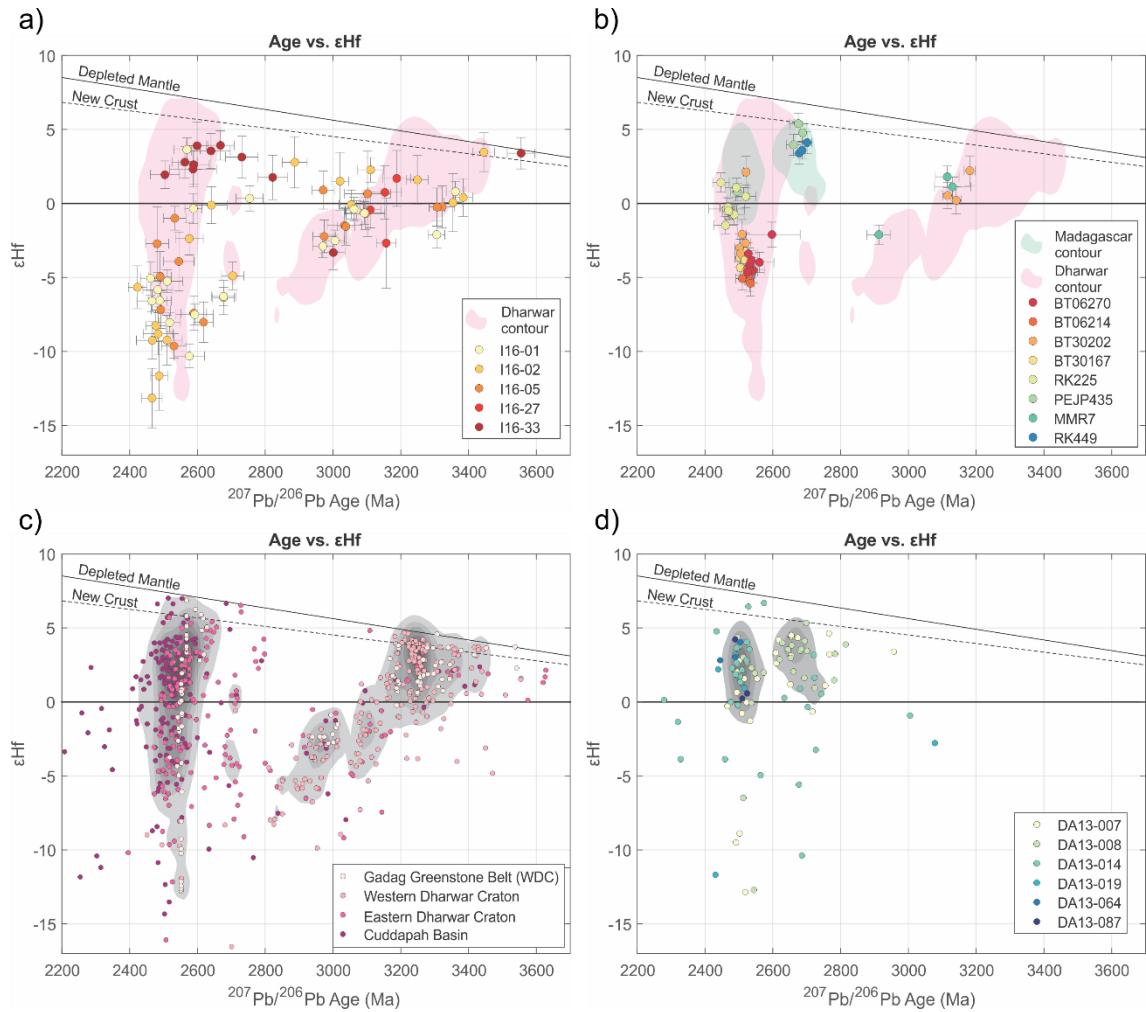 a)
Age vs. εHf
10
5
0
-5
-10
-15
εHf
Depleted Mantle
New Crust
Dharwar
contour
I16-01
I16-02
I16-05
I16-27
I16-33
2200 2400 2600 2800 3000 3200 3400 3600
²⁰⁷Pb/²⁰⁶Pb Age (Ma)
b)
Age vs. εHf
10
5
0
-5
-10
-15
εHf
Depleted Mantle
New Crust
Madagascar
contour
Dharwar
contour
BT06270
BT06214
BT30202
BT30167
RK225
PEJP435
MMR7
RK449
2200 2400 2600 2800 3000 3200 3400 3600
²⁰⁷Pb/²⁰⁶Pb Age (Ma)
c)
Age vs. εHf
10
5
0
-5
-10
-15
εHf
Depleted Mantle
New Crust
Gadag Greenstone Belt (WDC)
Western Dharwar Craton
Eastern Dharwar Craton
Cuddapah Basin
2200 2400 2600 2800 3000 3200 3400 3600
²⁰⁷Pb/²⁰⁶Pb Age (Ma)
d)
Age vs. εHf
10
5
0
-5
-10
-15
εHf
Depleted Mantle
New Crust
DA13-007
DA13-008
DA13-014
DA13-019
DA13-064
DA13-087
2200 2400 2600 2800 3000 3200 3400 3600
²⁰⁷Pb/²⁰⁶Pb Age (Ma)